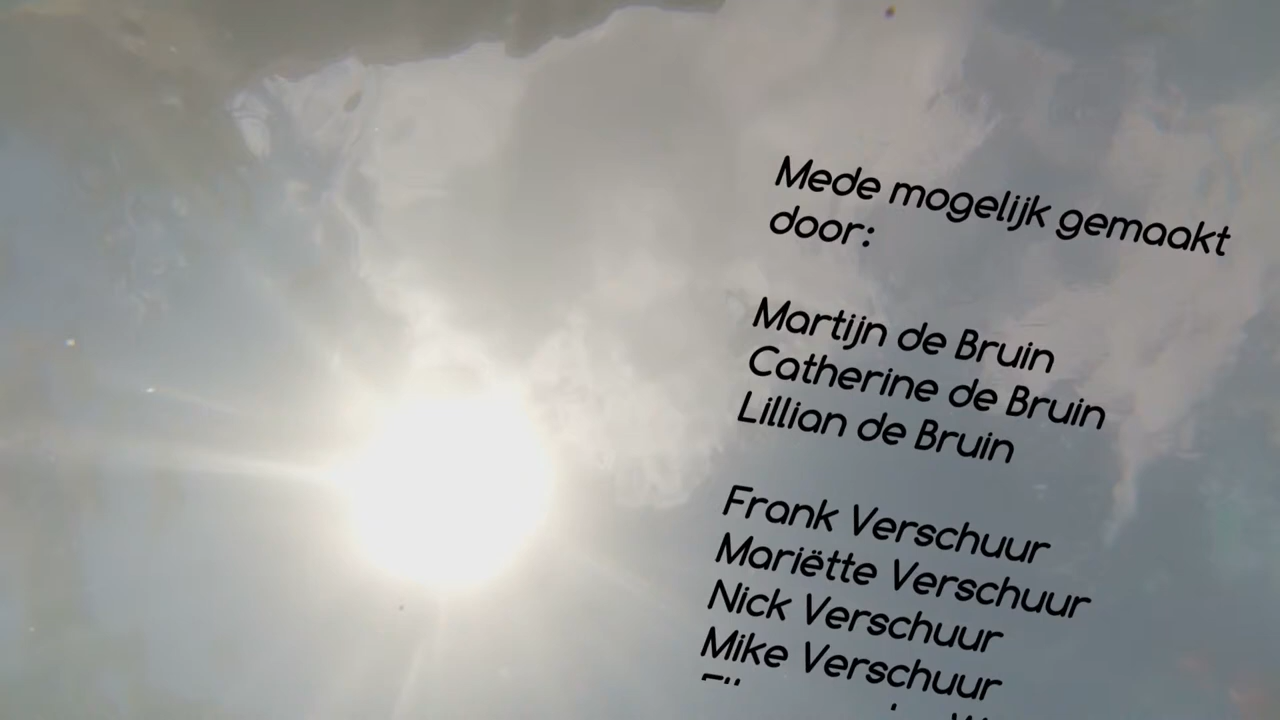 Mede mogelijk gemaakt
door:
Martijn de Bruin
Catherine de Bruin
Lillian de Bruin
Frank Verschuur
Mariëtte Verschuur
Nick Verschuur
Mike Verschuur